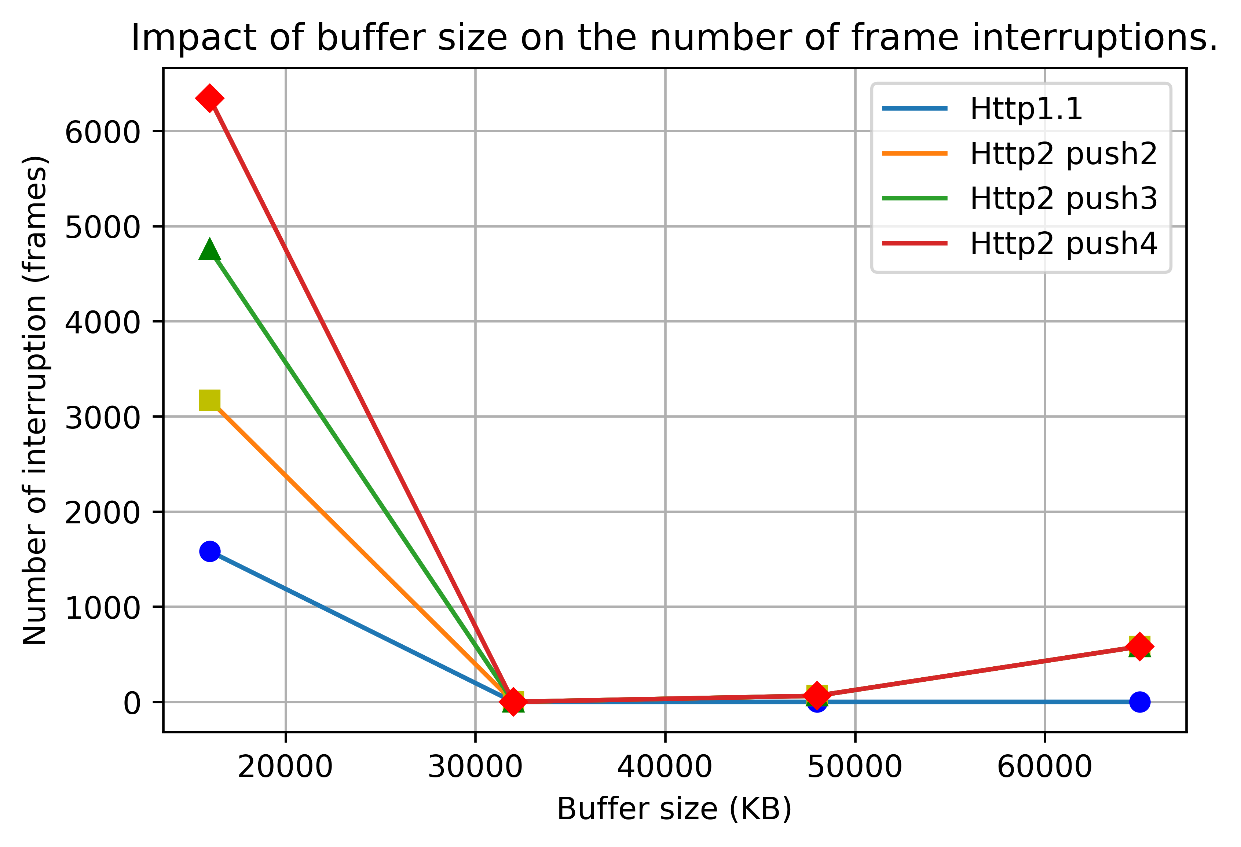 Impact of buffer size on the number of frame interruptions.
Number of interruption (frames)
6000
5000
4000
3000
2000
1000
0
Http1.1
Http2 push2
Http2 push3
Http2 push4
20000 30000 40000 50000 60000
Buffer size (KB)